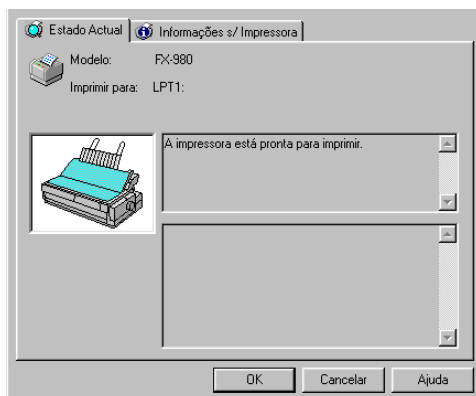 Estado Actual
Informações s/ Impressora
Modelo: FX-980
Imprimir para: LPT1:
A impressora está pronta para imprimir.
OK
Cancelar
Ajuda